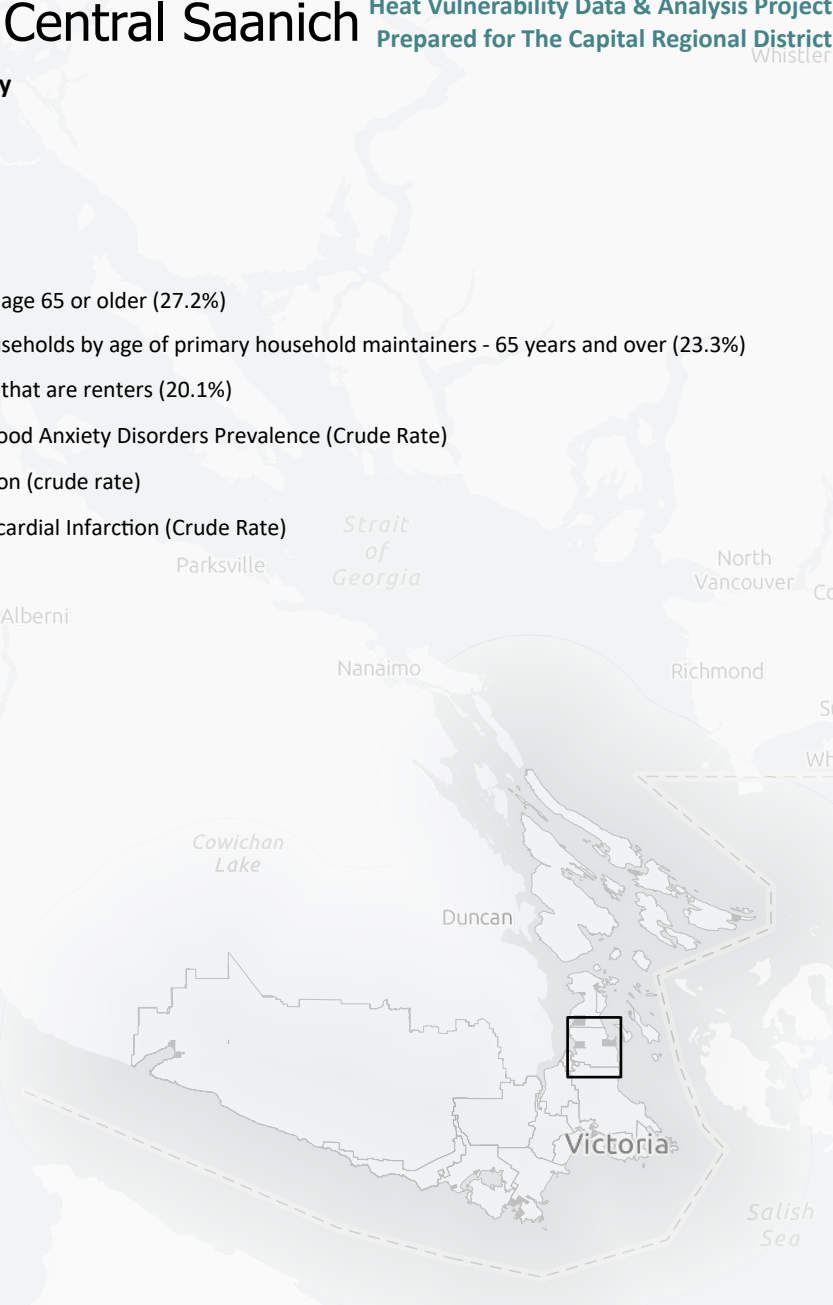 Central Saanich
Heat Vulnerability Data & Analysis Project
Prepared for The Capital Regional District
Whistler
y
age 65 or older (27.2%)
seholds by age of primary household maintainers - 65 years and over (23.3%)
that are renters (20.1%)
ood Anxiety Disorders Prevalence (Crude Rate)
on (crude rate)
cardial Infarction (Crude Rate)
Strait
of
Georgia
Parksville
North
Vancouver
Co
Alberni
Nanaimo
Richmond
Su
Wh
Cowichan
Lake
Duncan
Victoria
Salish
Sea